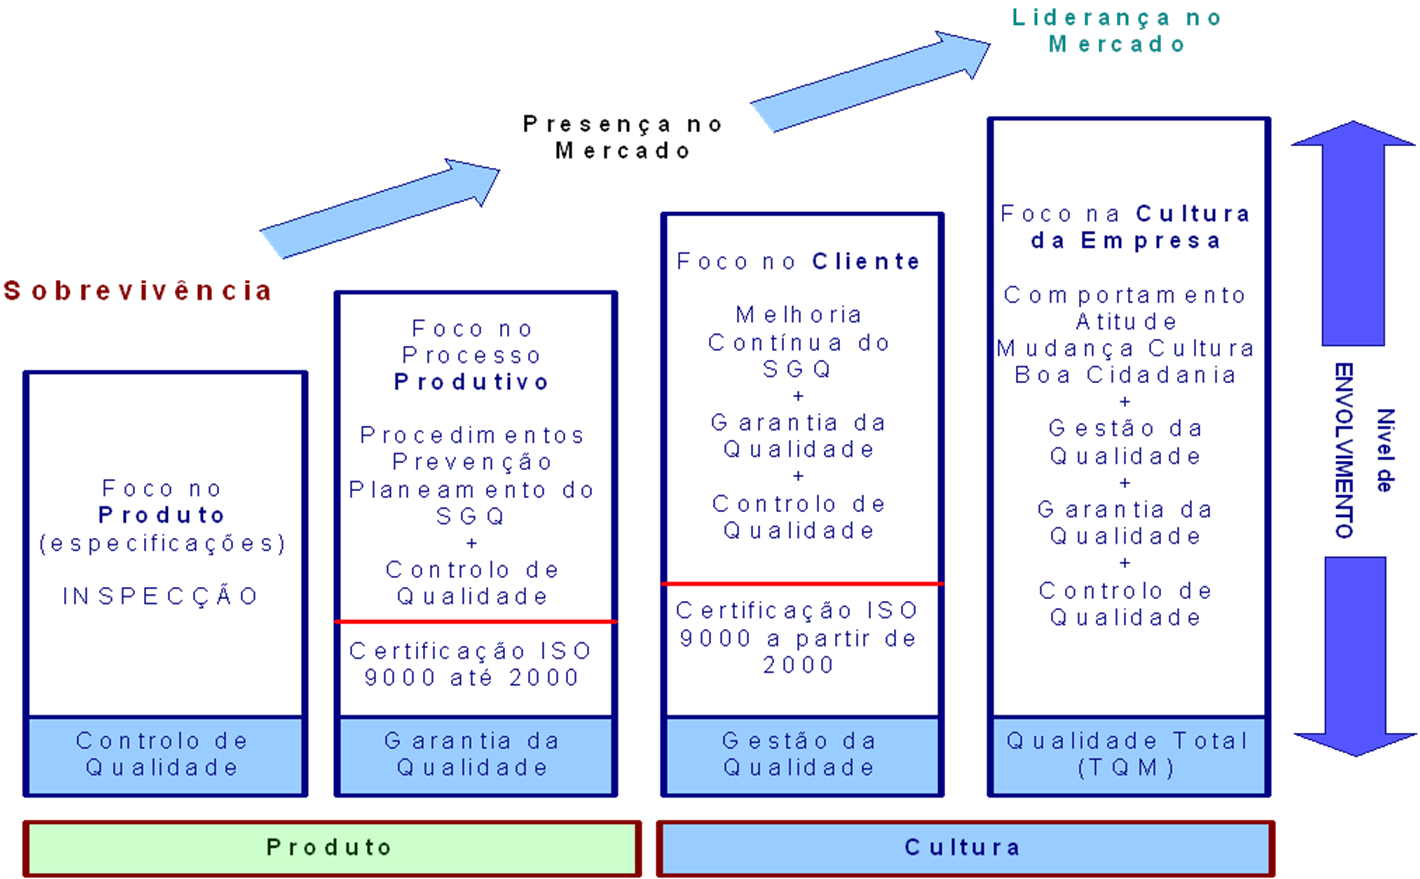 Liderança no
Mercado
Presença no
Mercado
Sobrevivência
Foco no
Produto
(especificações)
INSPECÇÃO
Controlo de
Qualidade
Foco no
Processo
Produtivo
Procedimentos
Prevenção
Planeamento do
SGQ
+
Controlo de
Qualidade
Certificação ISO
9000 até 2000
Garantia da
Qualidade
Foco no Cliente
Melhoria
Contínua do
SGQ
+
Garantia da
Qualidade
+
Controlo de
Qualidade
Certificação ISO
9000 a partir de
2000
Gestão da
Qualidade
Foco na Cultura
da Empresa
Comportamento
Atitude
Mudança Cultura
Boa Cidadania
+
Gestão da
Qualidade
+
Garantia da
Qualidade
+
Controlo de
Qualidade
Qualidade Total
(TQM)
Nivel de
ENVOLVIMENTO
Produto
Cultura